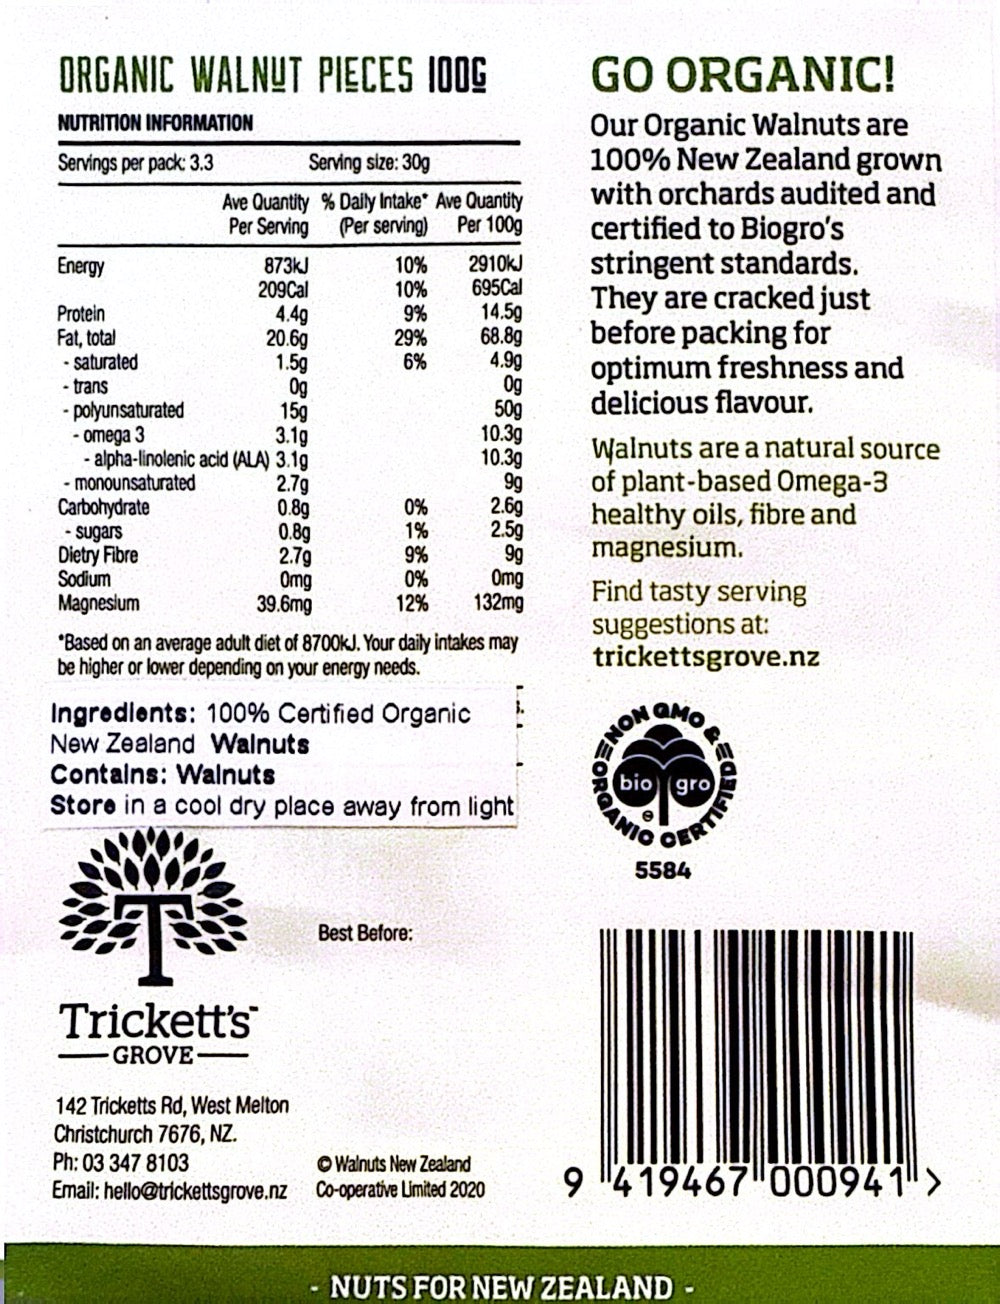 ORGANIC WALNUT PIECES 100G
NUTRITION INFORMATION
Servings per pack: 3.3 Serving size: 30g
Ave Quantity % Daily Intake* Ave Quantity
Per Serving (Per serving) Per 100g
Energy 873kJ 10% 2910kJ
209Cal 10% 695Cal
Protein 4.4g 9% 14.5g
Fat, total 20.6g 29% 68.8g
- saturated 1.5g 6% 4.9g
- trans 0g 0g
- polyunsaturated 15g 50g
- omega 3 3.1g 10.3g
- alpha-linolenic acid (ALA) 3.1g 10.3g
- monounsaturated 2.7g 9g
Carbohydrate 0.8g 0% 2.6g
- sugars 0.8g 1% 2.5g
Dietry Fibre 2.7g 9% 9g
Sodium 0mg 0% 0mg
Magnesium 39.6mg 12% 132mg
*Based on an average adult diet of 8700kJ. Your daily intakes may
be higher or lower depending on your energy needs.
Ingredients: 100% Certified Organic
New Zealand Walnuts
Contains: Walnuts
Store in a cool dry place away from light
Trickett's™
GROVE
Best Before:
142 Tricketts Rd, West Melton
Christchurch 7676, NZ.
Ph: 03 347 8103
Email: hello@trickettsgrove.nz
© Walnuts New Zealand
Co-operative Limited 2020
GO ORGANIC!
Our Organic Walnuts are
100% New Zealand grown
with orchards audited and
certified to Biogro's
stringent standards.
They are cracked just
before packing for
optimum freshness and
delicious flavour.
Walnuts are a natural source
of plant-based Omega-3
healthy oils, fibre and
magnesium.
Find tasty serving
suggestions at:
trickettsgrove.nz
NON GMO &
ORGANIC CERTIFIED
bio gro
5584
9 419467 000941 >
- NUTS FOR NEW ZEALAND -